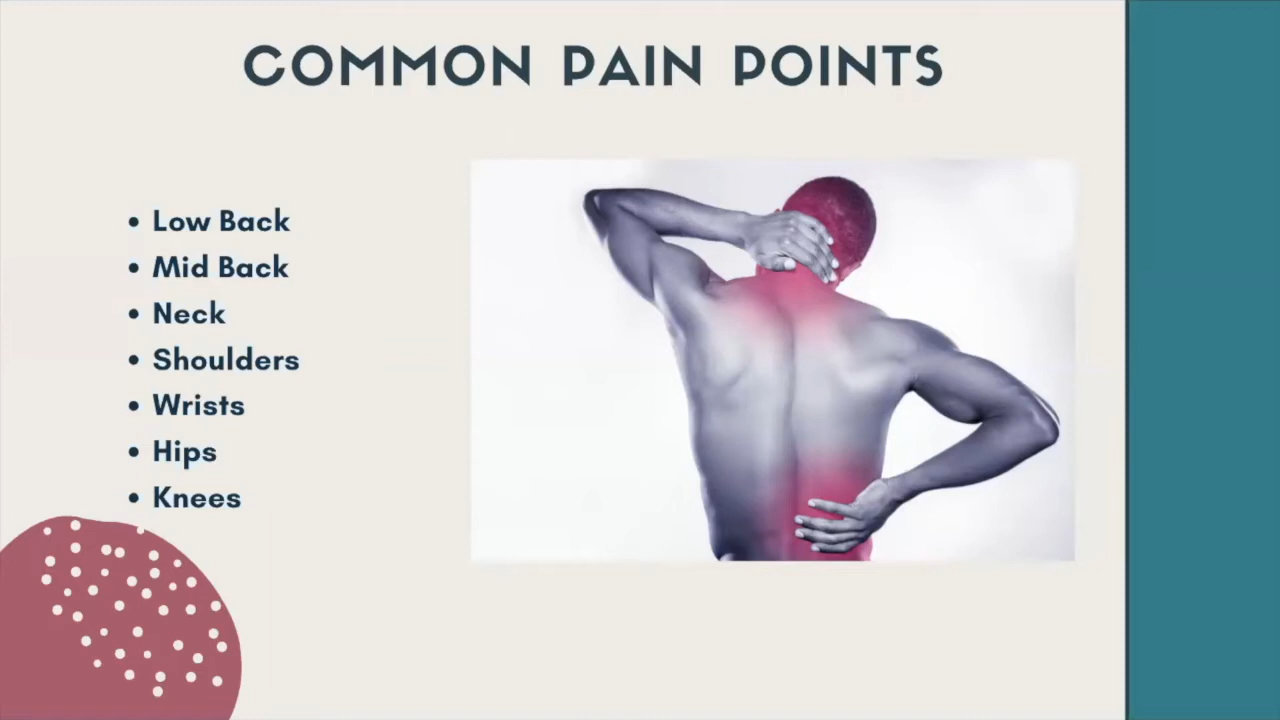 COMMON PAIN POINTS
• Low Back
• Mid Back
• Neck
• Shoulders
• Wrists
• Hips
• Knees